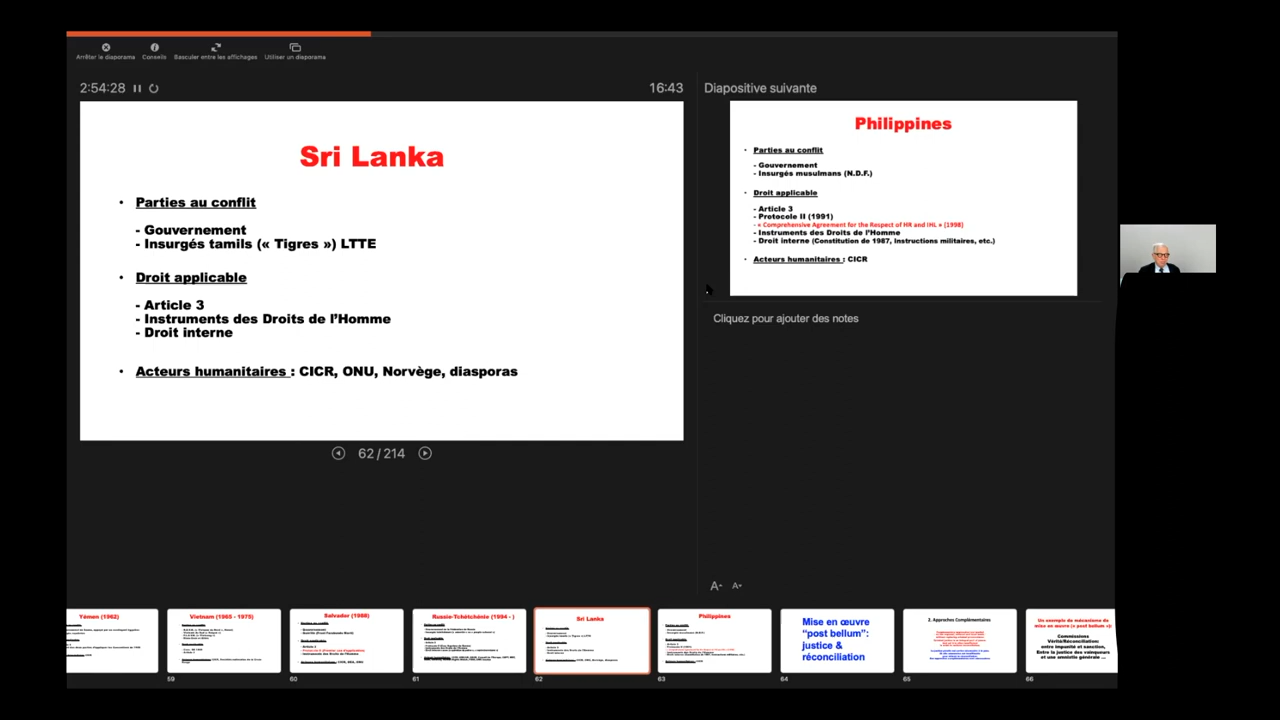 Arrêter le diaporama
Conseils
Basculer entre les affichages
Utiliser un diaporama
2:54:28
16:43
Diapositive suivante
Sri Lanka
• Parties au conflit
- Gouvernement
- Insurgés tamils (« Tigres ») LTTE
• Droit applicable
- Article 3
- Instruments des Droits de l'Homme
- Droit interne
• Acteurs humanitaires : CICR, ONU, Norvège, diasporas
62 / 214
Philippines
• Parties au conflit
- Gouvernement
- Insurgés musulmans (N.D.F.)
• Droit applicable
- Article 3
- Protocole II (1991)
- « Comprehensive Agreement for the Respect of HR and IHL » [1998]
- Instruments des Droits de l'Homme
- Droit interne (Constitution de 1987, Instructions militaires, etc.)
• Acteurs humanitaires : CICR
Cliquez pour ajouter des notes
Yémen (1962)
Vietnam (1965 - 1975)
59
Salvador (1988)
60
Russie-Tchétchénie (1994 - )
61
Sri Lanka
62
Philippines
63
Mise en œuvre
"post bellum":
justice &
réconciliation
64
2. Approches Complémentaires
65
Un exemple de mécanisme de
mise en œuvre (« post bellum »)
Commissions
Vérité/Réconciliation:
entre impunité et sanction,
Entre la justice des vainqueurs
et une amnistie générale ...
66